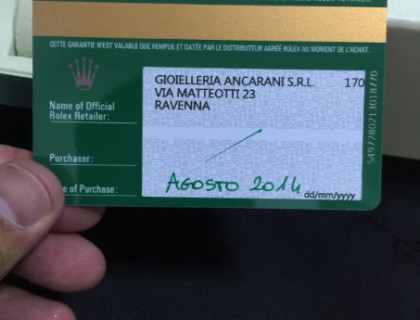 CETTE GARANTIE N'EST VALABLE QUE REMPLIE ET DATÉE PAR LE DISTRIBUTEUR AGRÉÉ ROLEX AU MOMENT DE L'ACHAT.
GIOIELLERIA ANCARANI S.R.L. 170
VIA MATTEOTTI 23
RAVENNA
Name of Official
Rolex Retailer:
Purchaser:
e of Purchase:
AGOSTO 2014
dd/mm/yyyy